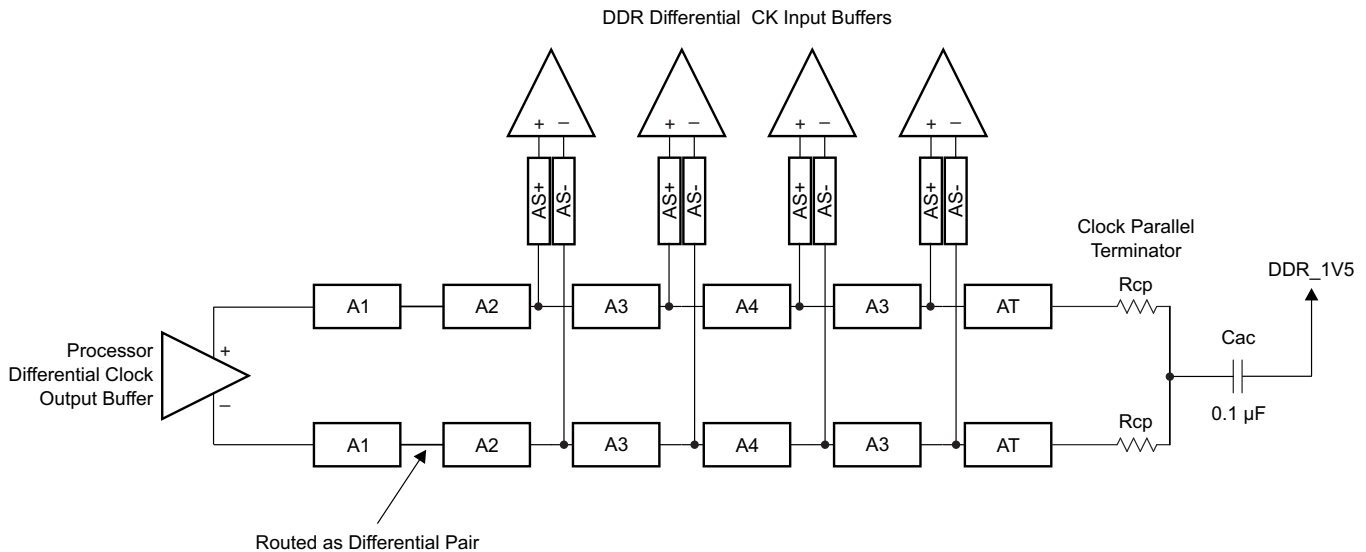 DDR Differential CK Input Buffers
+ – + – + – + –
AS+ AS- AS+ AS- AS+ AS- AS+ AS-
Clock Parallel
Terminator
DDR_1V5
Rcp
A1 A2 A3 A4 A3 AT
Cac
Processor
Differential Clock
Output Buffer
+
–
0.1 µF
Rcp
A1 A2 A3 A4 A3 AT
Routed as Differential Pair